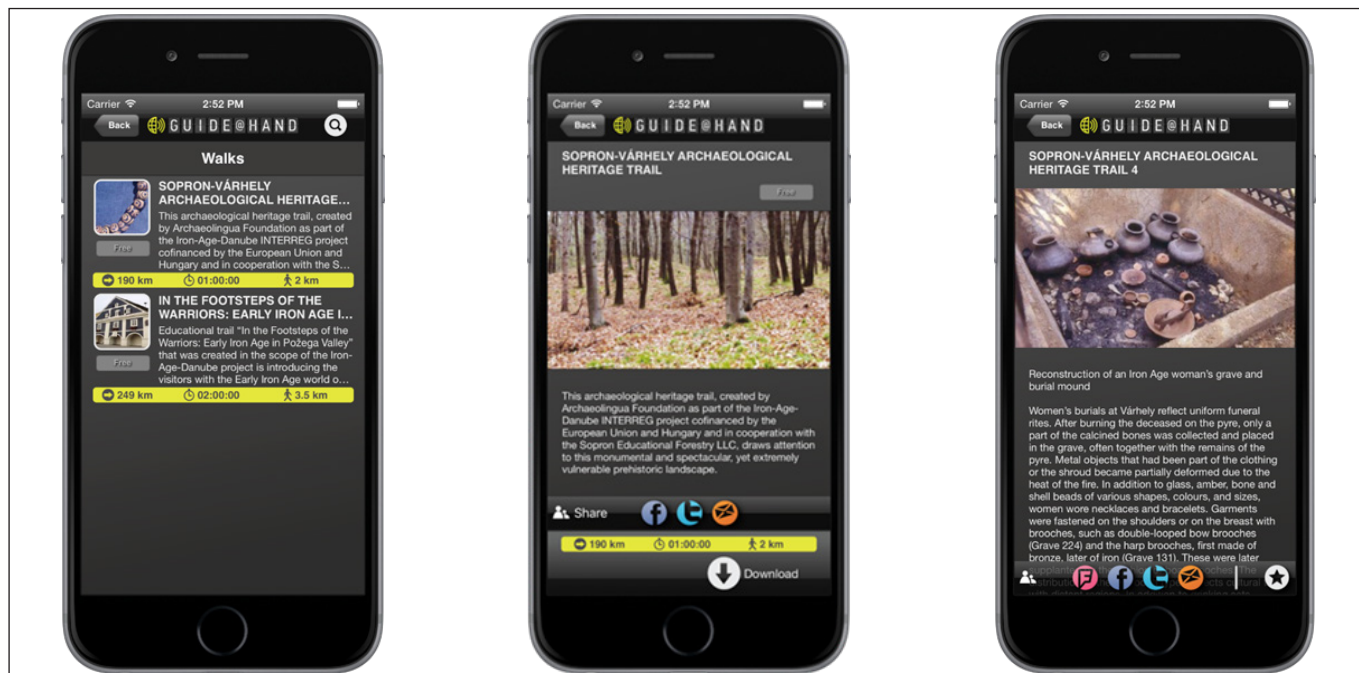 Carrier 2:52 PM
Back GUIDE@HAND
Walks
SOPRON-VÁRHELY
ARCHAEOLOGICAL HERITAGE...
This archaeological heritage trail, created
by Archaeolingua Foundation as part of
the Iron-Age-Danube INTERREG project
cofinanced by the European Union and
Hungary and in cooperation with the S...
Free
190 km 01:00:00 2 km
IN THE FOOTSTEPS OF THE
WARRIORS: EARLY IRON AGE I...
Educational trail “In the Footsteps of the
Warriors: Early Iron Age in Požega Valley”
that was created in the scope of the Iron-
Age-Danube project is introducing the
visitors with the Early Iron Age world o...
Free
249 km 02:00:00 3.5 km
Carrier 2:52 PM
Back GUIDE@HAND
SOPRON-VÁRHELY ARCHAEOLOGICAL
HERITAGE TRAIL
Free
This archaeological heritage trail, created by
Archaeolingua Foundation as part of the Iron-Age-
Danube INTERREG project cofinanced by the
European Union and Hungary and in cooperation with
the Sopron Educational Forestry LLC, draws attention
to this monumental and spectacular, yet extremely
vulnerable prehistoric landscape.
Share
190 km 01:00:00 2 km
Download
Carrier 2:52 PM
Back GUIDE@HAND
SOPRON-VÁRHELY ARCHAEOLOGICAL
HERITAGE TRAIL 4
Reconstruction of an Iron Age woman's grave and
burial mound
Women's burials at Várhely reflect uniform funeral
rites. After burning the deceased on the pyre, only a
part of the calcined bones was collected and placed
in the grave, often together with the remains of the
pyre. Metal objects that had been part of the clothing
or the shroud became partially deformed due to the
heat of the fire. In addition to glass, amber, bone and
shell beads of various shapes, colours, and sizes,
women wore necklaces and bracelets. Garments
were fastened on the shoulders or on the breast with
brooches, such as double-looped bow brooches
(Grave 224) and the harp brooches, first made of
bronze, later of iron (Grave 131). These were later